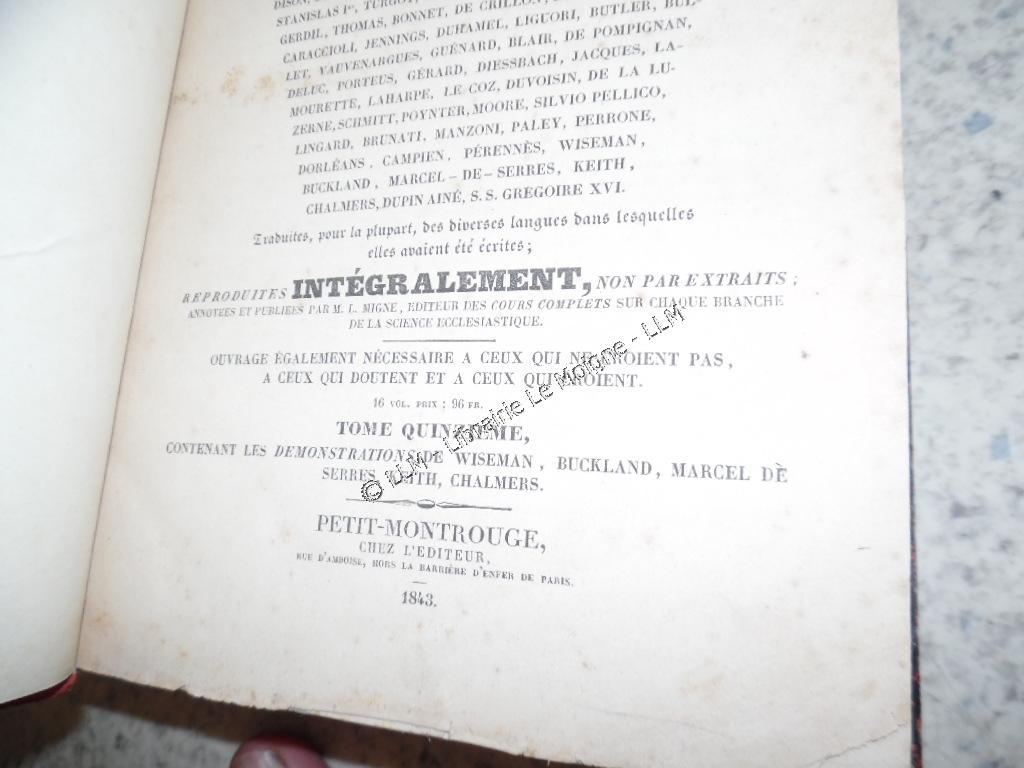 STANISLAS Ier, TURGOT,
GERDIL, THOMAS, BONNET, DE CRILLON,
CARACCIOLI, JENNINGS, DUHAMEL, LIGUORI, BUTLER, BUL-
LET, VAUVENARGUES, GUÉNARD, BLAIR, DE POMPIGNAN,
DELUC, PORTEUS, GÉRARD, DIESSBACH, JACQUES, LA-
MOURETTE, LAHARPE, LE COZ, DUVOISIN, DE LA LU-
ZERNE, SCHMITT, POYNTER, MOORE, SILVIO PELLICO,
LINGARD, BRUNATI, MANZONI, PALEY, PERRONE,
DORLÉANS, CAMPIEN, PÉRENNÈS, WISEMAN,
BUCKLAND, MARCEL-DE-SERRES, KEITH,
CHALMERS, DUPIN AINÉ, S. S. GRÉGOIRE XVI.
Traduites, pour la plupart, des diverses langues dans lesquelles
elles avaient été écrites;
REPRODUITES INTÉGRALEMENT, NON PAR EXTRAITS;
ANNOTÉES ET PUBLIÉES PAR M. L. MIGNE, EDITEUR DES COURS COMPLETS SUR CHAQUE BRANCHE
DE LA SCIENCE ECCLESIASTIQUE.
OUVRAGE ÉGALEMENT NÉCESSAIRE A CEUX QUI NE CROIENT PAS,
A CEUX QUI DOUTENT ET A CEUX QUI CROIENT.
16 VOL. PRIX : 96 FR.
TOME QUINZIÈME,
CONTENANT LES DEMONSTRATIONS DE WISEMAN, BUCKLAND, MARCEL DE
SERRES, KEITH, CHALMERS.
PETIT-MONTROUGE,
CHEZ L'EDITEUR,
RUE D'AMBOISE, HORS LA BARRIÈRE D'ENFER DE PARIS.
1843.
© LLM - Librairie Le Moigne - LLM